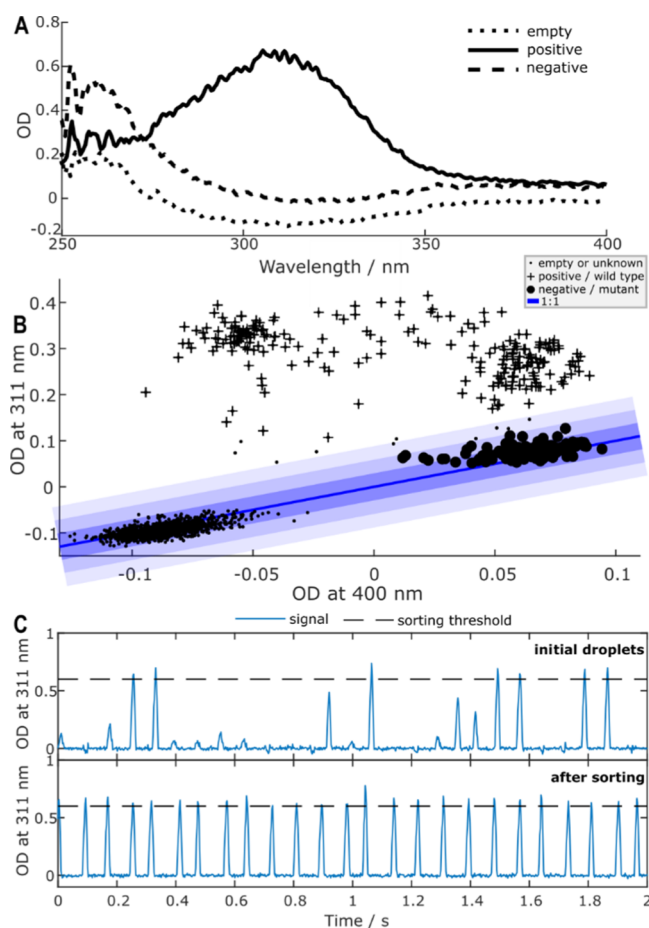 A
0.8
0.6
0.4
0.2
0
-0.2
OD
empty
positive
negative
250
300
350
400
Wavelength / nm
empty or unknown
positive / wild type
negative / mutant
1:1
B
0.4
0.3
0.2
0.1
0
-0.1
OD at 311 nm
-0.1
-0.05
0
0.05
0.1
OD at 400 nm
C
signal
sorting threshold
1
0.5
0
OD at 311 nm
initial droplets
1
0.5
0
OD at 311 nm
after sorting
0
0.2
0.4
0.6
0.8
1
1.2
1.4
1.6
1.8
2
Time / s